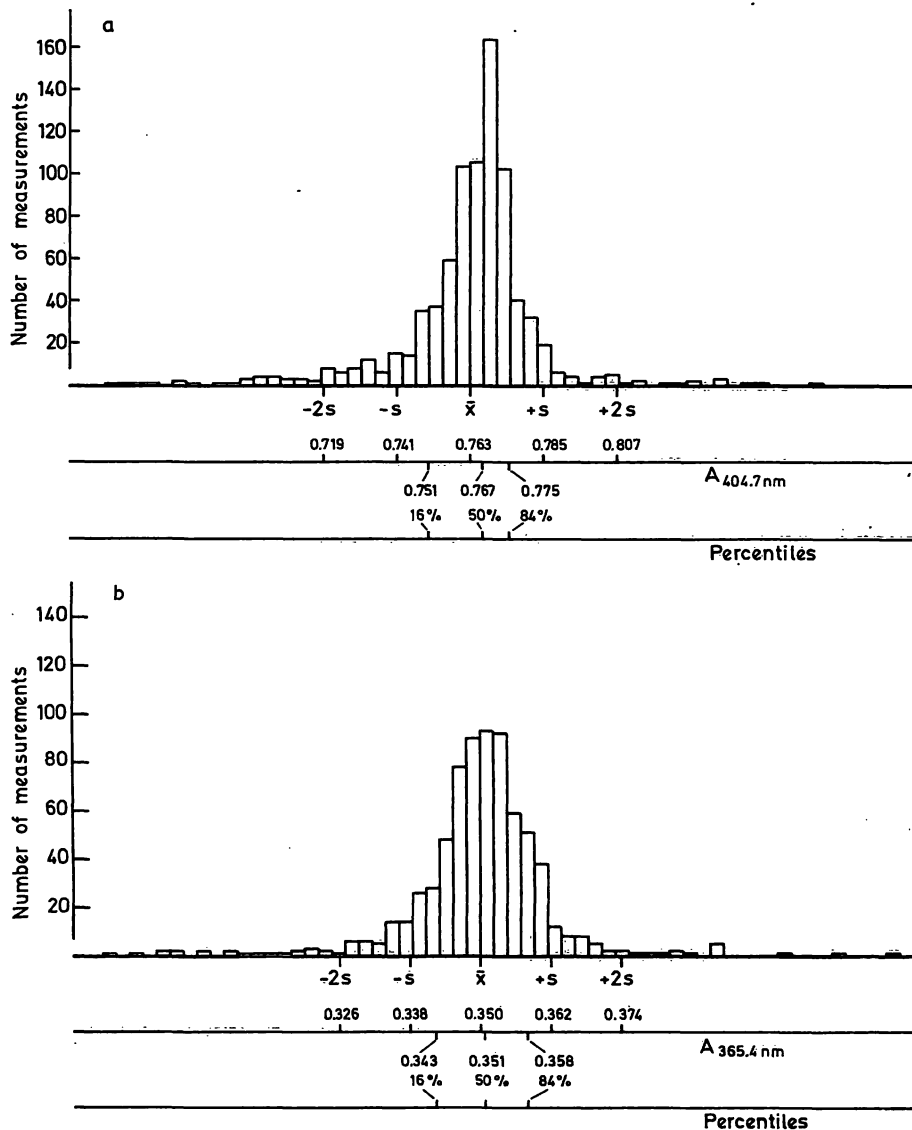 a
Number of measurements
160
140
120
100
80
60
40
20
-2s -s x̄ +s +2s
0.719 0.741 0.763 0.785 0.807
A 404.7nm
0.751 0.767 0.775
16% 50% 84%
Percentiles
b
Number of measurements
140
120
100
80
60
40
20
-2s -s x̄ +s +2s
0.326 0.338 0.350 0.362 0.374
A 365.4nm
0.343 0.351 0.358
16% 50% 84%
Percentiles